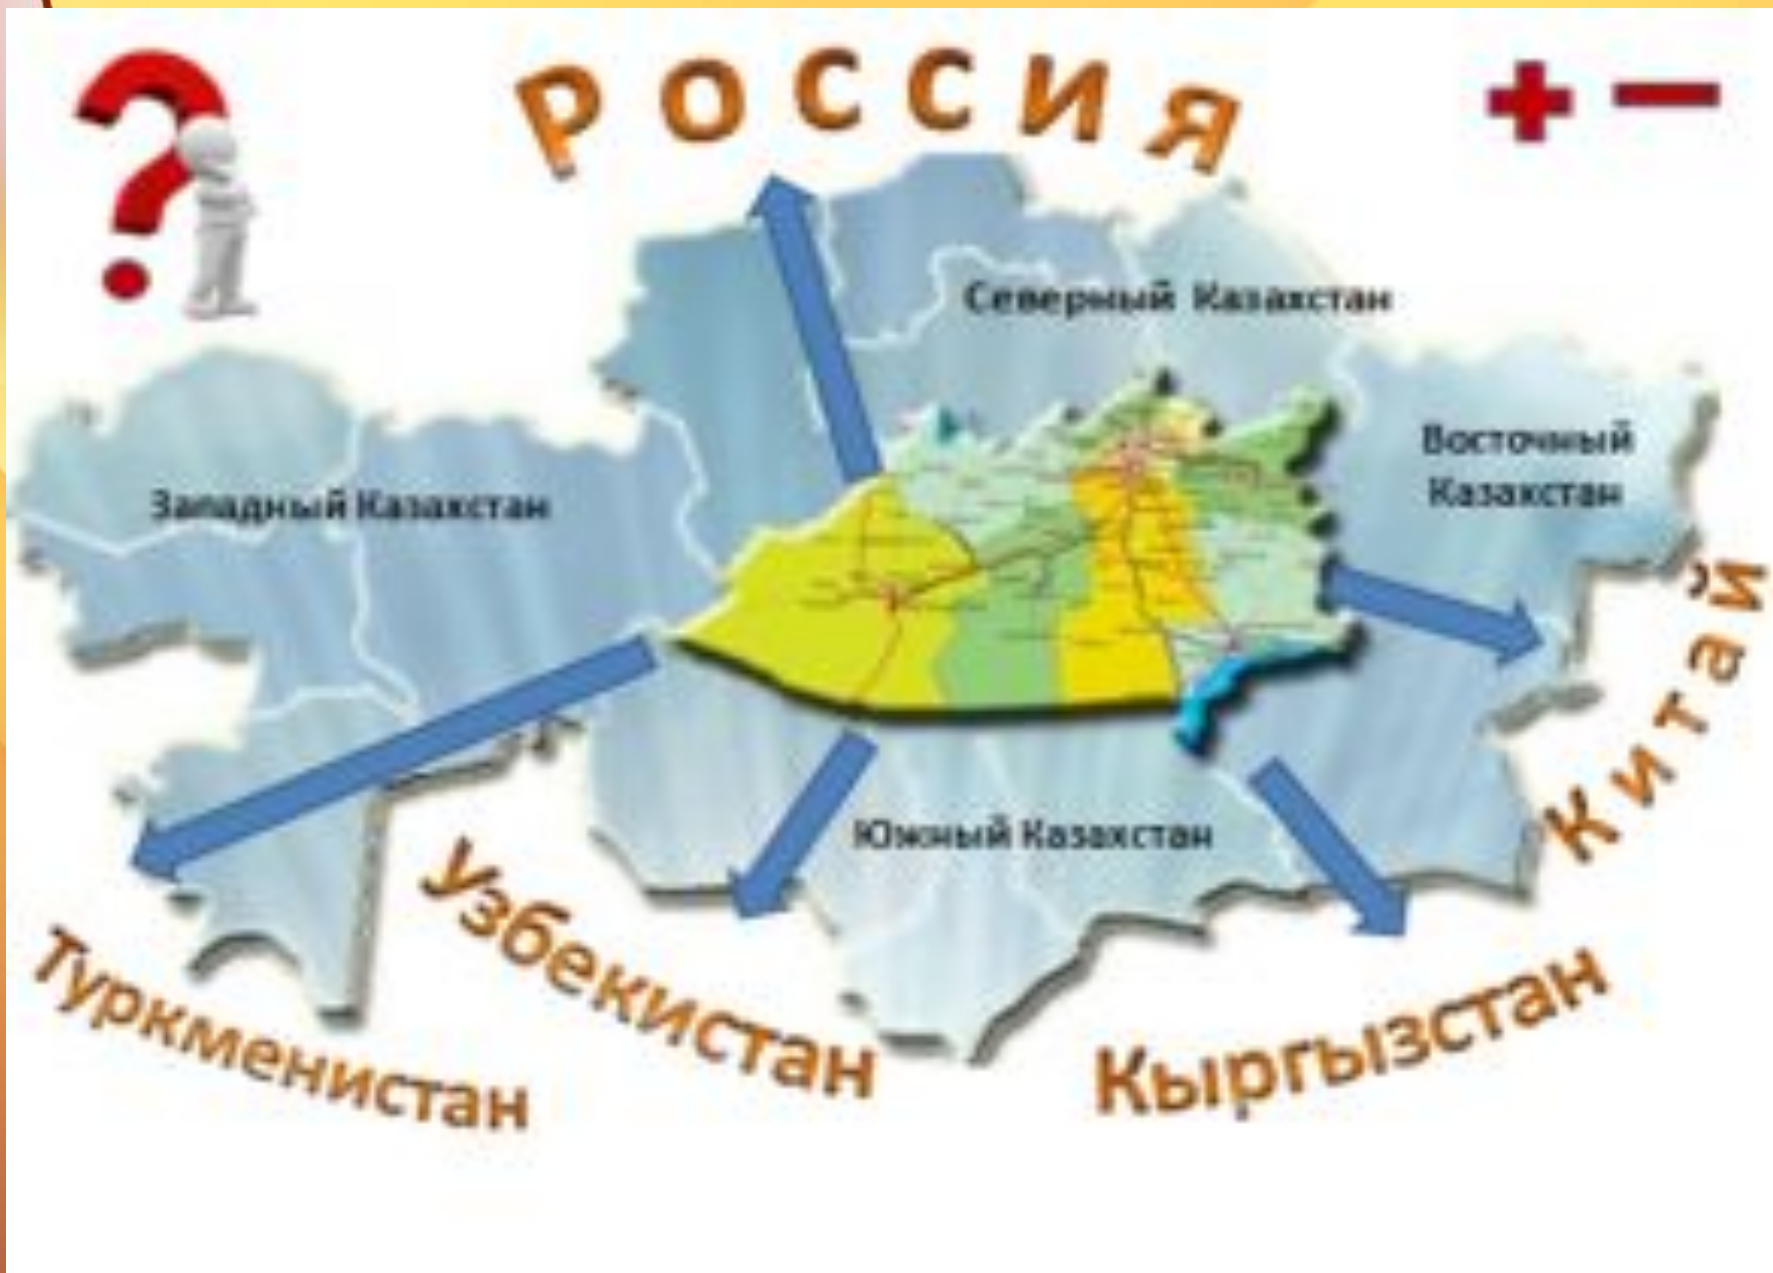 РОССИЯ
Северный Казахстан
Восточный
Казахстан
Западный Казахстан
Китай
Южный Казахстан
Узбекистан
Туркменистан
Кыргызстан